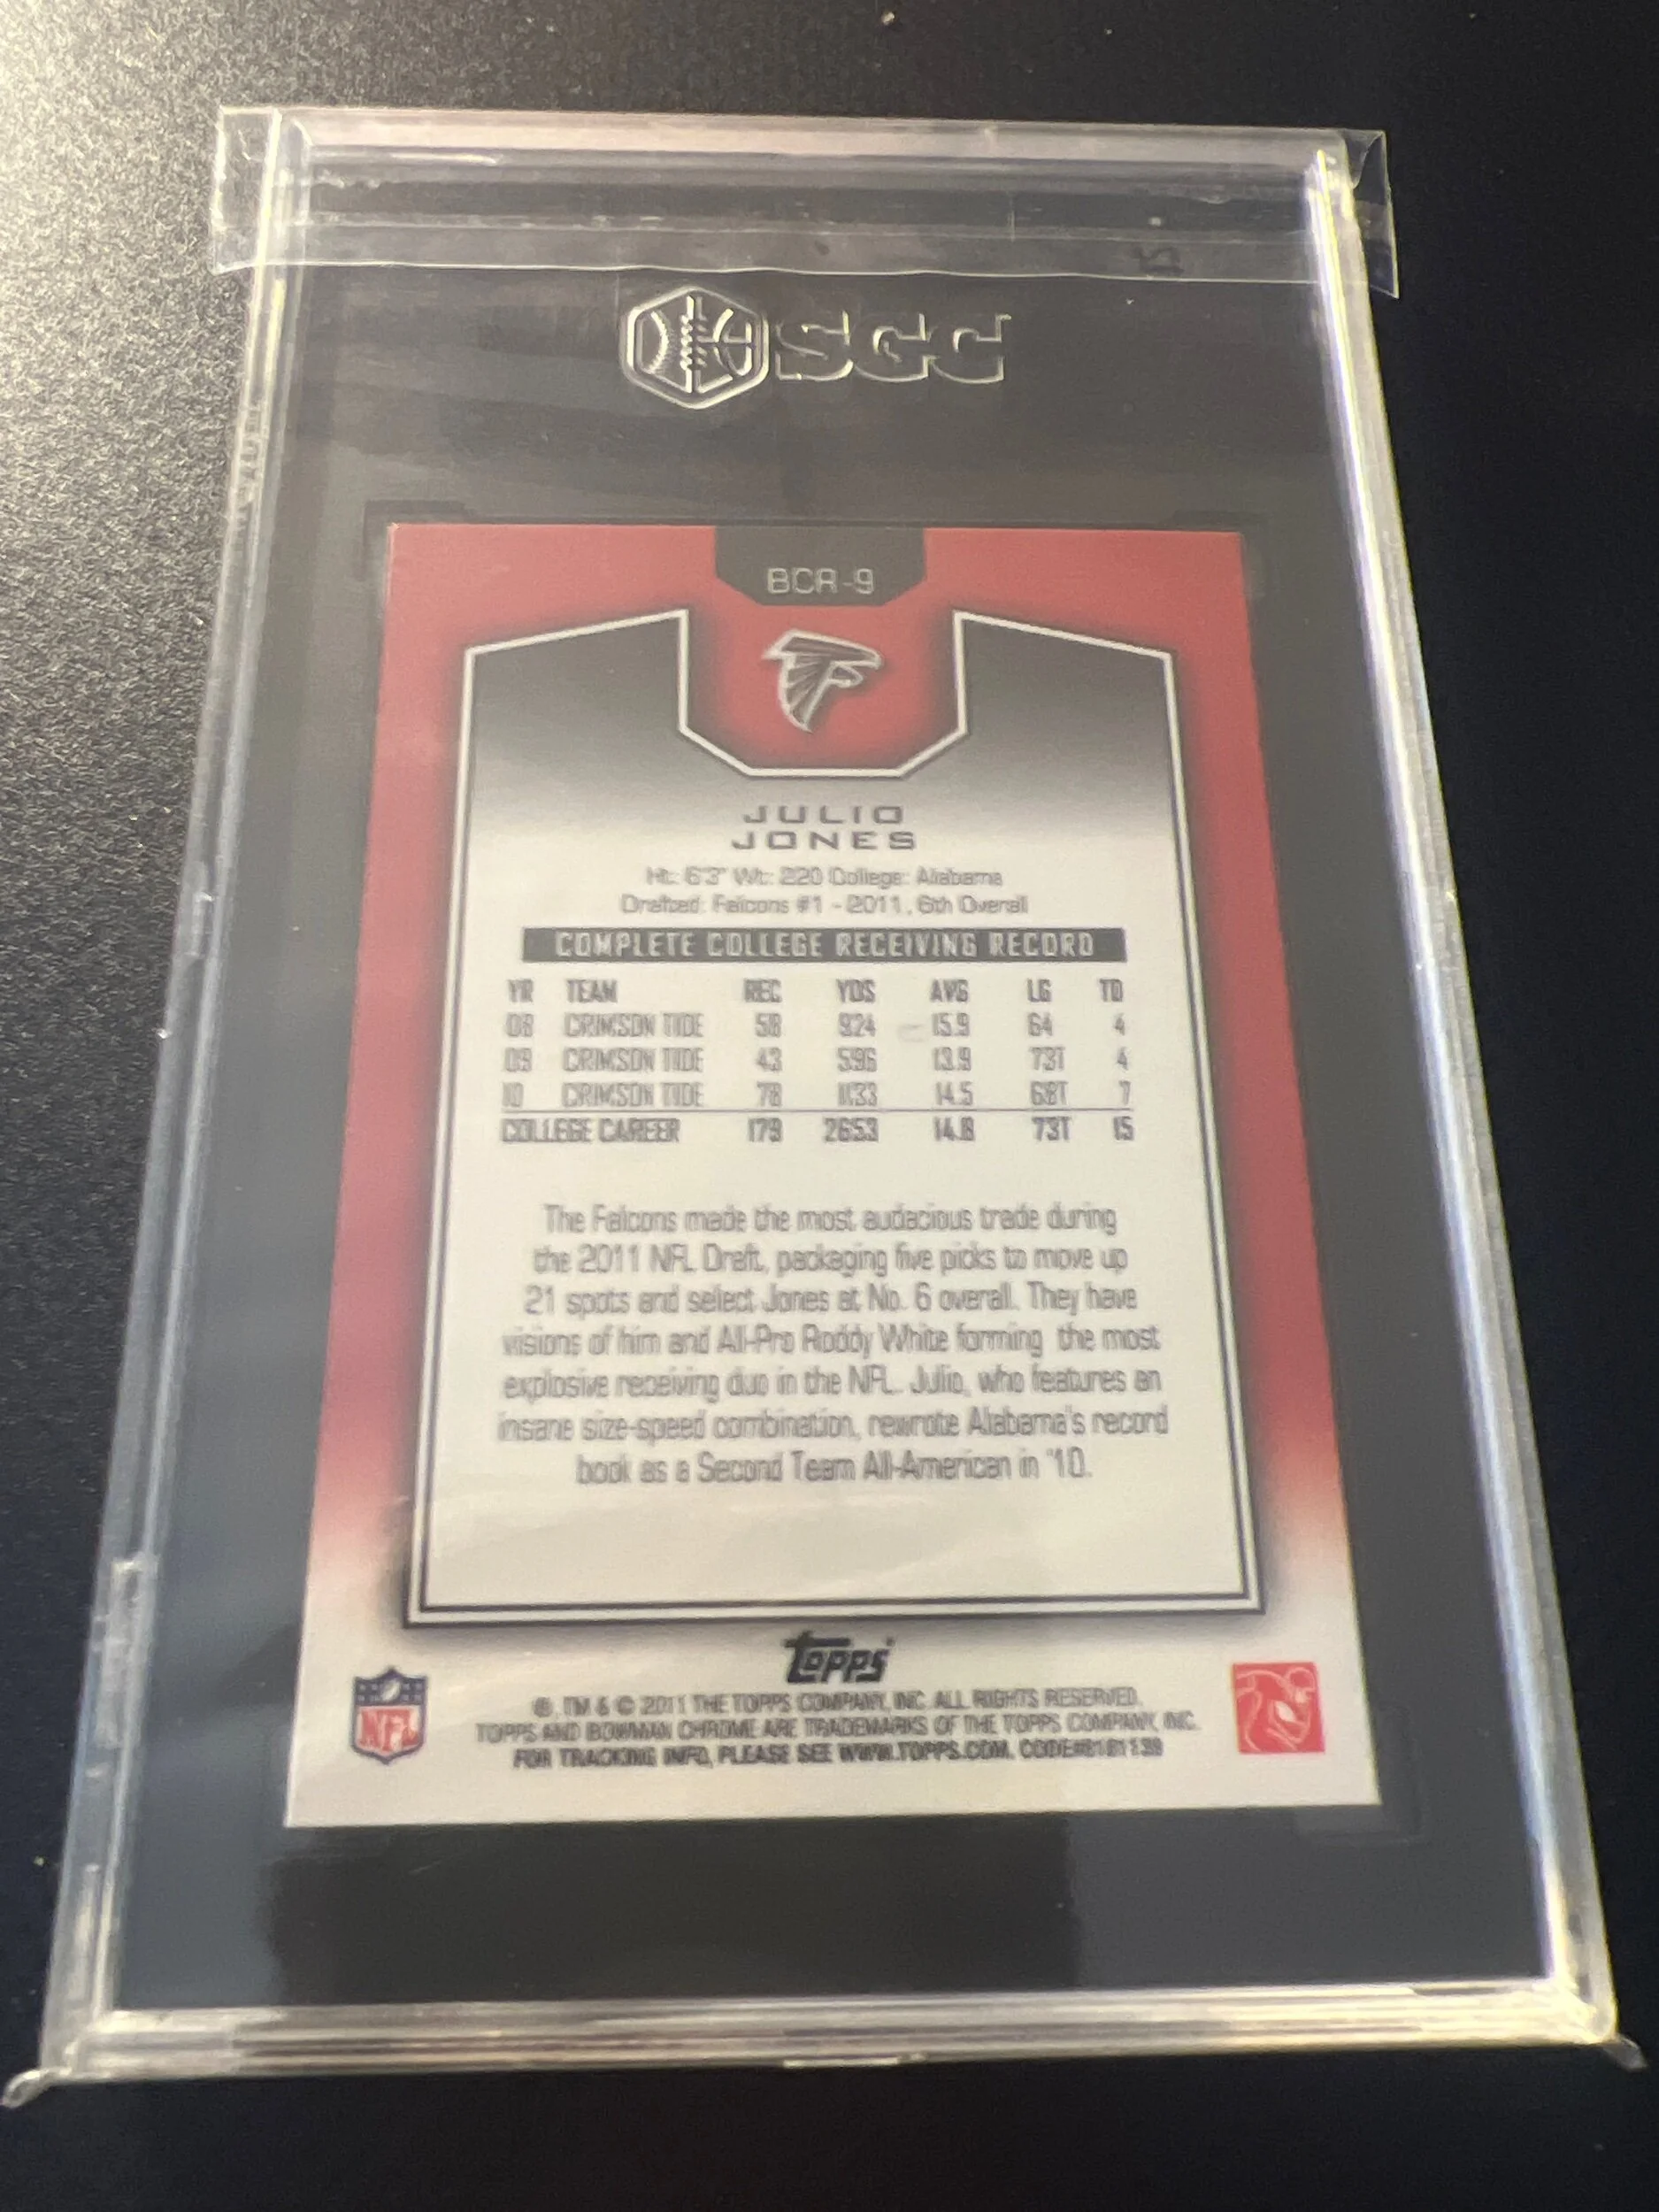 SGC
BCR-9
JULIO
JONES
Ht: 6'3" Wt: 220 College: Alabama
Drafted: Falcons #1 - 2011, 6th Overall
COMPLETE COLLEGE RECEIVING RECORD
YR TEAM REC YDS AVG LG TD
08 CRIMSON TIDE 58 924 15.9 64 4
09 CRIMSON TIDE 43 596 13.9 73T 4
10 CRIMSON TIDE 78 1133 14.5 68T 7
COLLEGE CAREER 179 2653 14.8 73T 15
The Falcons made the most audacious trade during
the 2011 NFL Draft, packaging five picks to move up
21 spots and select Jones at No. 6 overall. They have
visions of him and All-Pro Roddy White forming the most
explosive receiving duo in the NFL. Julio, who features an
insane size-speed combination, rewrote Alabama's record
book as a Second Team All-American in '10.
TOPPS
NFL
®, TM & © 2011 THE TOPPS COMPANY, INC. ALL RIGHTS RESERVED.
TOPPS AND BOWMAN CHROME ARE TRADEMARKS OF THE TOPPS COMPANY, INC.
FOR TRACKING INFO, PLEASE SEE WWW.TOPPS.COM.